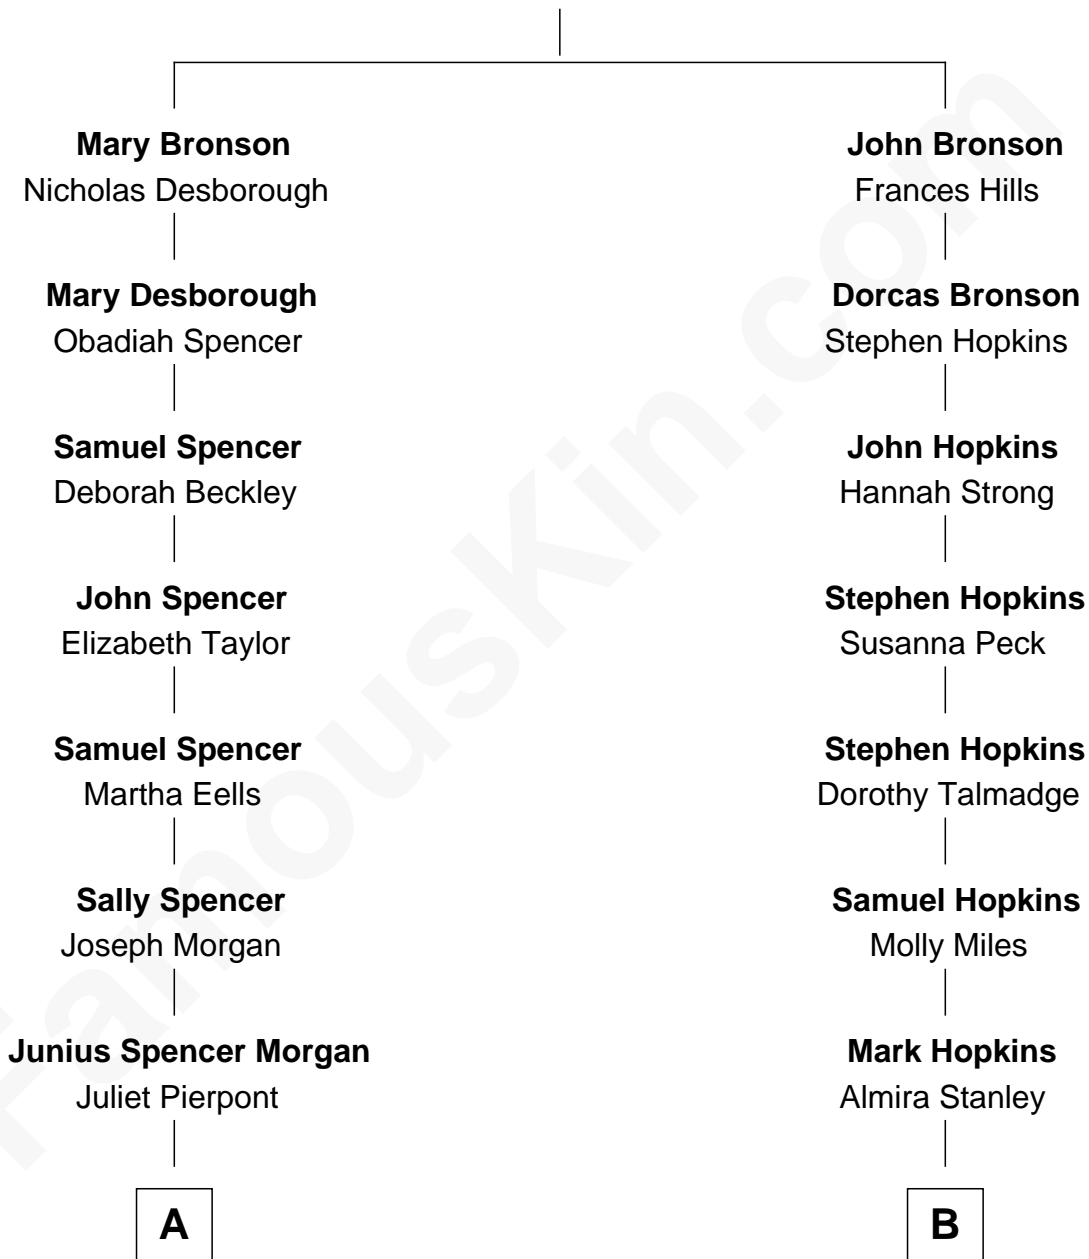 Mary Bronson
Nicholas Desborough
Mary Desborough
Obadiah Spencer
Samuel Spencer
Deborah Beckley
John Spencer
Elizabeth Taylor
Samuel Spencer
Martha Eells
Sally Spencer
Joseph Morgan
Junius Spencer Morgan
Juliet Pierpont
A
John Bronson
Frances Hills
Dorcas Bronson
Stephen Hopkins
John Hopkins
Hannah Strong
Stephen Hopkins
Susanna Peck
Stephen Hopkins
Dorothy Talmadge
Samuel Hopkins
Molly Miles
Mark Hopkins
Almira Stanley
B
FamousKin.com